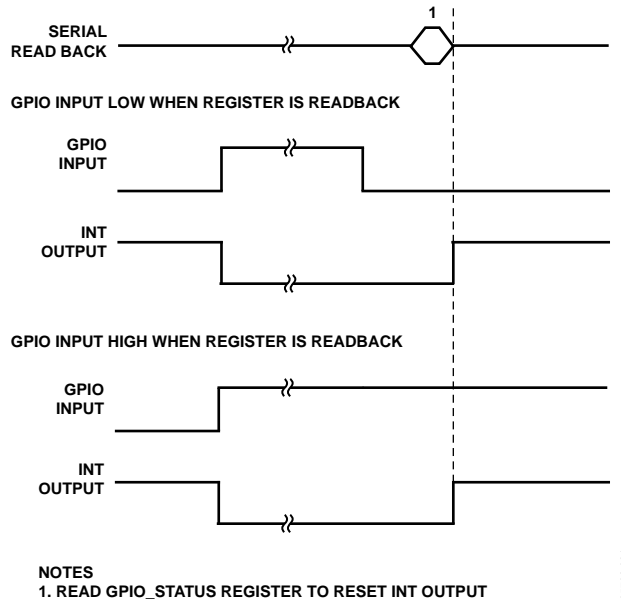 1
SERIAL
READ BACK
GPIO INPUT LOW WHEN REGISTER IS READBACK
GPIO
INPUT
INT
OUTPUT
GPIO INPUT HIGH WHEN REGISTER IS READBACK
GPIO
INPUT
INT
OUTPUT
NOTES
1. READ GPIO_STATUS REGISTER TO RESET INT OUTPUT